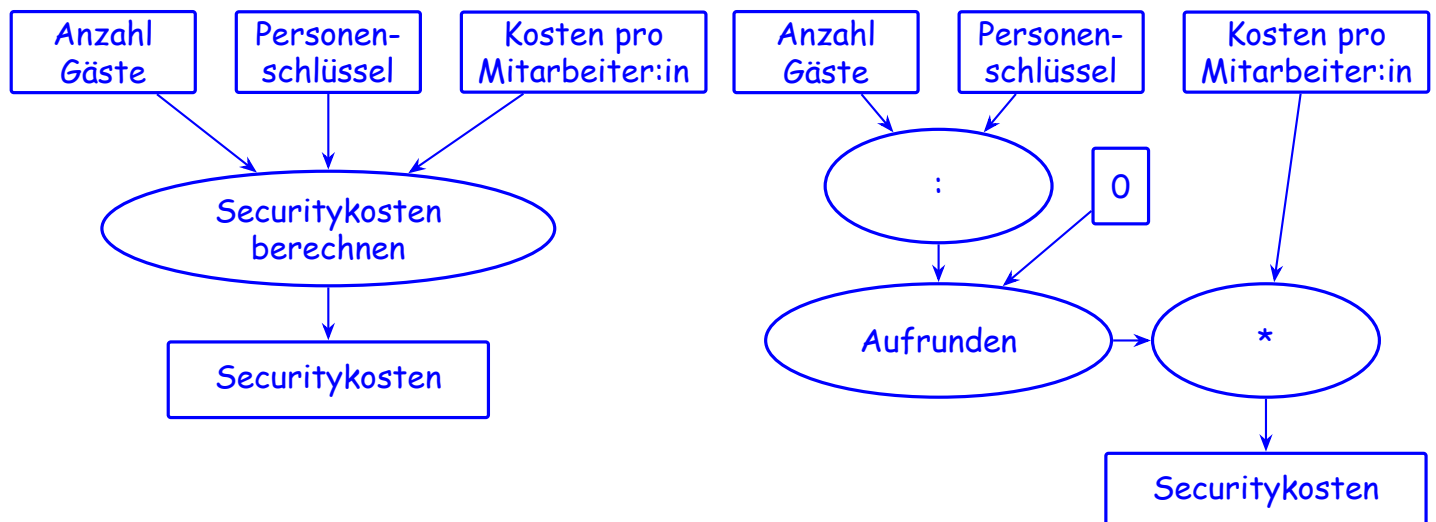 Anzahl
Gäste
Personen-
schlüssel
Kosten pro
Mitarbeiter:in
Securitykosten
berechnen
Securitykosten
Anzahl
Gäste
Personen-
schlüssel
Kosten pro
Mitarbeiter:in
:
0
Aufrunden
*
Securitykosten